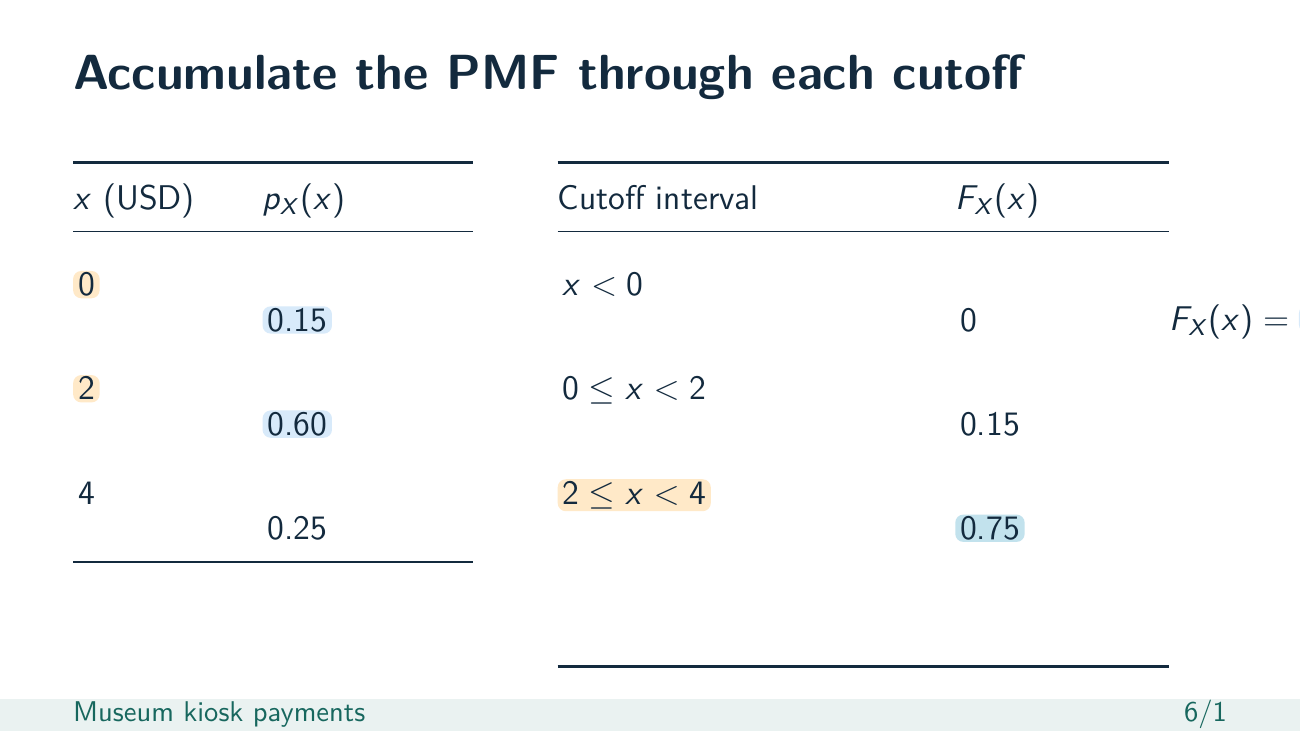 Accumulate the PMF through each cutoff
x (USD) p_X(x)
0
0.15
2
0.60
4
0.25
Cutoff interval F_X(x)
x < 0
0 F_X(x) =
0 ≤ x < 2
0.15
2 ≤ x < 4
0.75
Museum kiosk payments 6/1